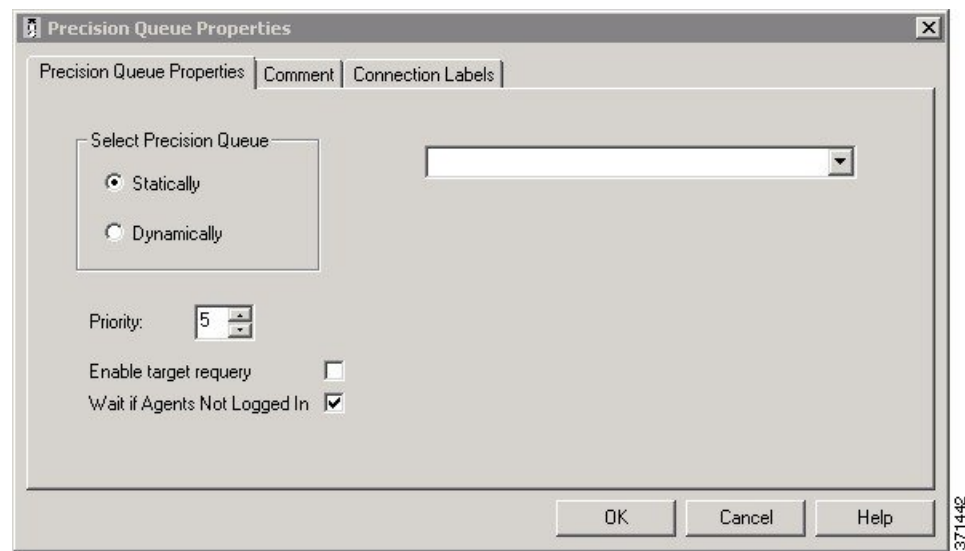 Precision Queue Properties
Precision Queue Properties
Comment
Connection Labels
Select Precision Queue
Statically
Dynamically
Priority:
5
Enable target requery
Wait if Agents Not Logged In
OK
Cancel
Help
371442